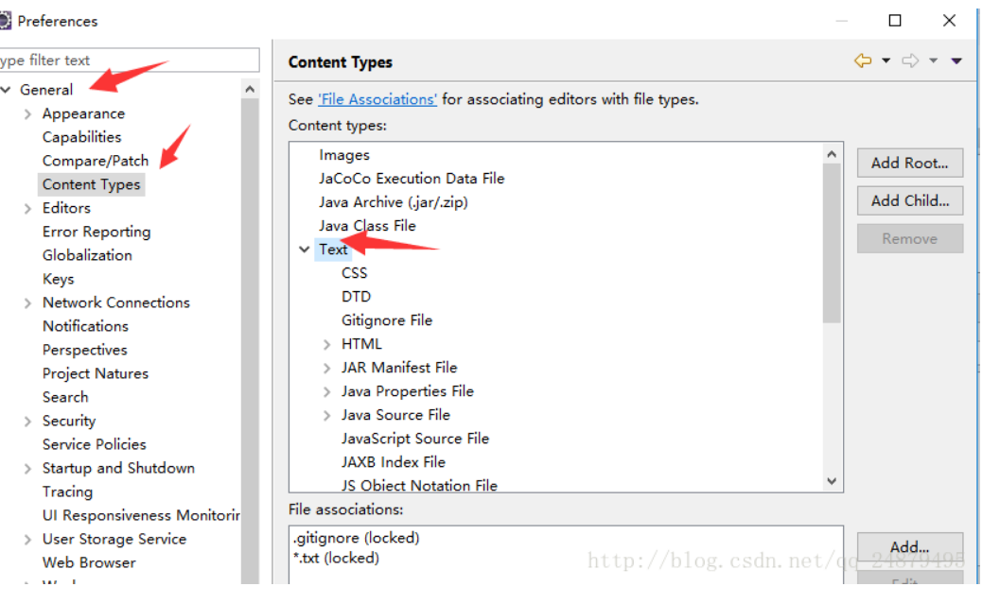 Preferences
ype filter text
General
Appearance
Capabilities
Compare/Patch
Content Types
Editors
Error Reporting
Globalization
Keys
Network Connections
Notifications
Perspectives
Project Natures
Search
Security
Service Policies
Startup and Shutdown
Tracing
UI Responsiveness Monitorir
User Storage Service
Web Browser
Content Types
See 'File Associations' for associating editors with file types.
Content types:
Images
JaCoCo Execution Data File
Java Archive (.jar/.zip)
Java Class File
Text
CSS
DTD
Gitignore File
HTML
JAR Manifest File
Java Properties File
Java Source File
JavaScript Source File
JAXB Index File
JS Object Notation File
Add Root...
Add Child...
Remove
File associations:
.gitignore (locked)
*.txt (locked)
Add...
Edit...
http://blog.csdn.net/qq_24879495